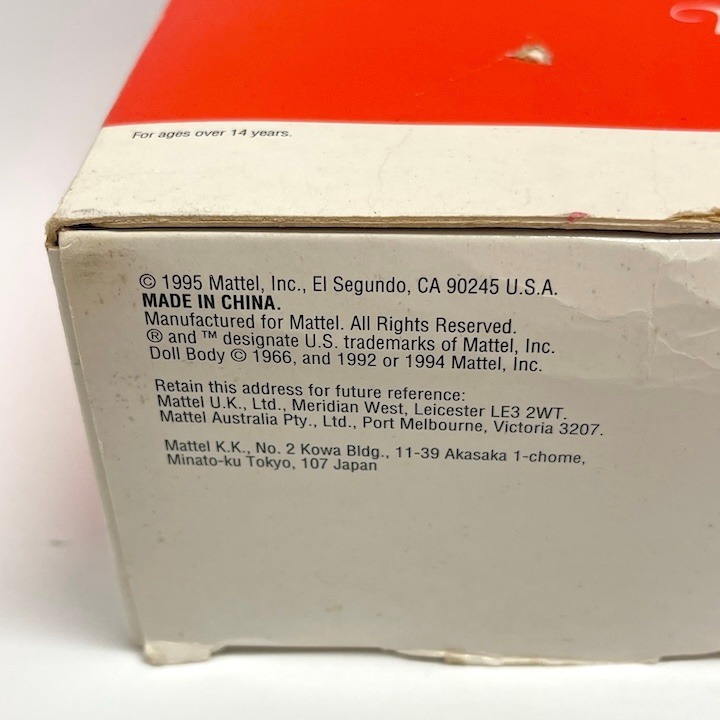 For ages over 14 years.
© 1995 Mattel, Inc., El Segundo, CA 90245 U.S.A.
MADE IN CHINA.
Manufactured for Mattel. All Rights Reserved.
® and ™ designate U.S. trademarks of Mattel, Inc.
Doll Body © 1966, and 1992 or 1994 Mattel, Inc.
Retain this address for future reference:
Mattel U.K., Ltd., Meridian West, Leicester LE3 2WT.
Mattel Australia Pty., Ltd., Port Melbourne, Victoria 3207.
Mattel K.K., No. 2 Kowa Bldg., 11-39 Akasaka 1-chome,
Minato-ku Tokyo, 107 Japan